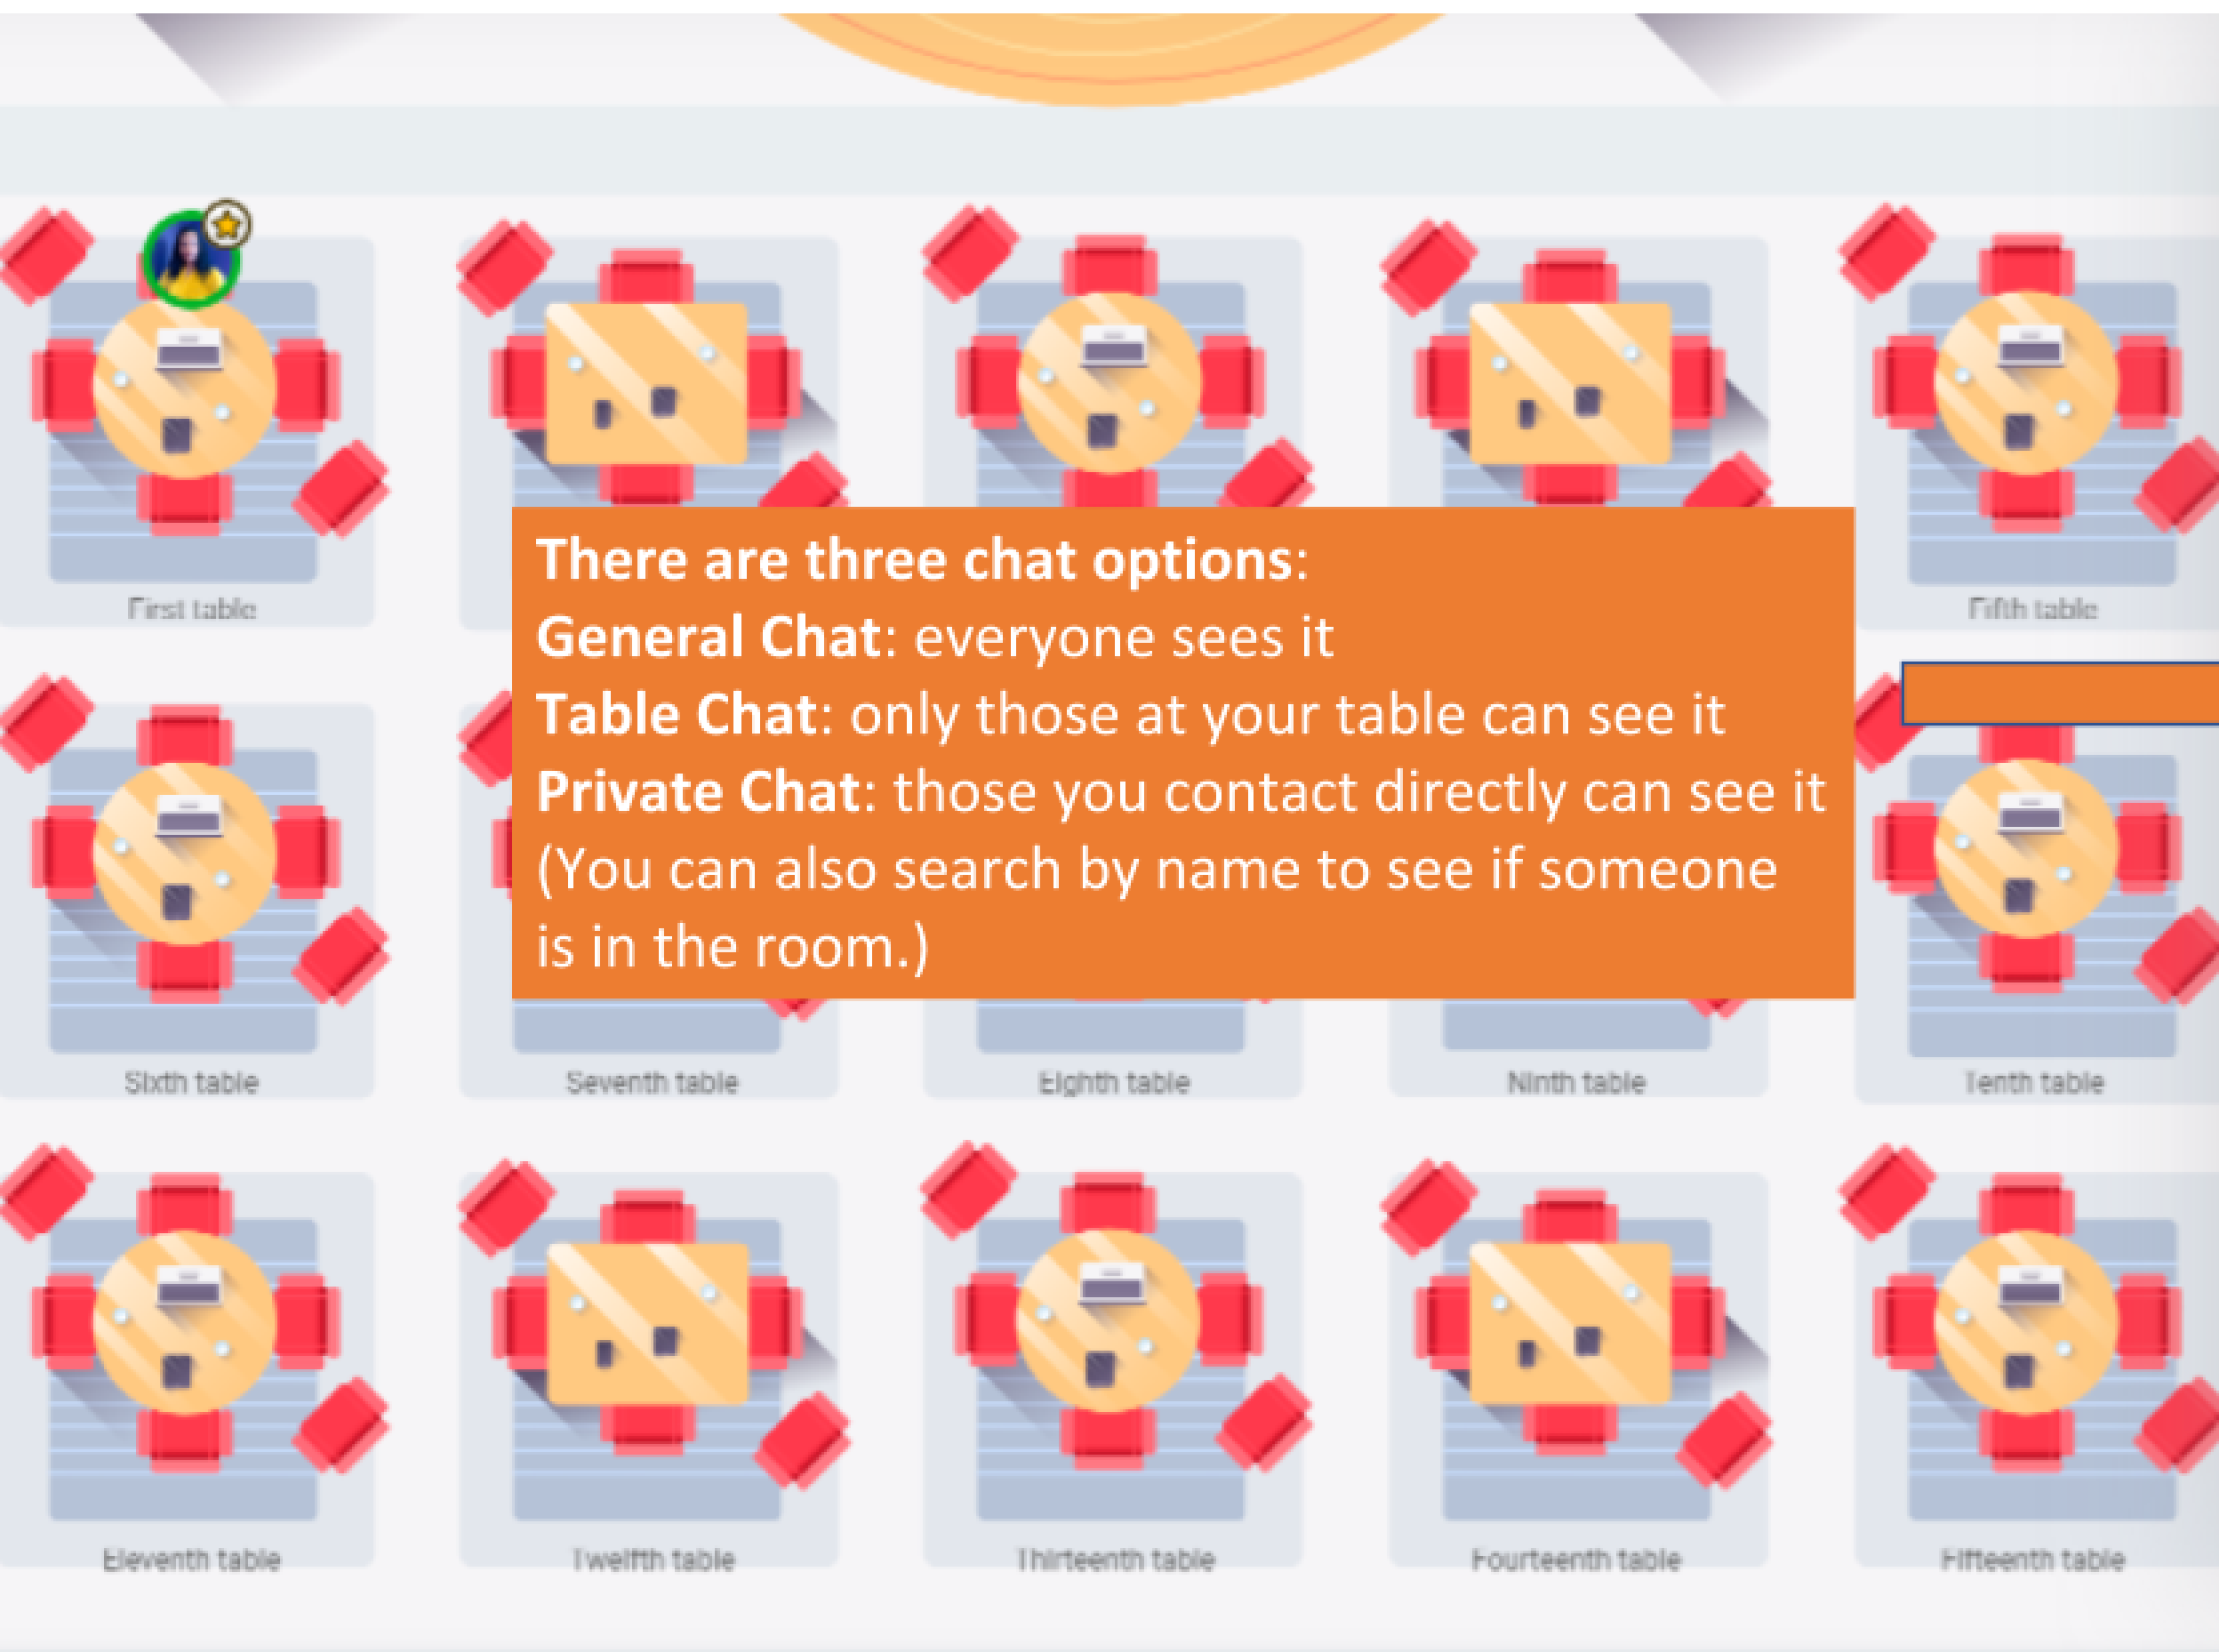 There are three chat options:
General Chat: everyone sees it
Table Chat: only those at your table can see it
Private Chat: those you contact directly can see it
(You can also search by name to see if someone
is in the room.)
First table
Fifth table
Sixth table
Seventh table
Eighth table
Ninth table
Tenth table
Eleventh table
Twelfth table
Thirteenth table
Fourteenth table
Fifteenth table